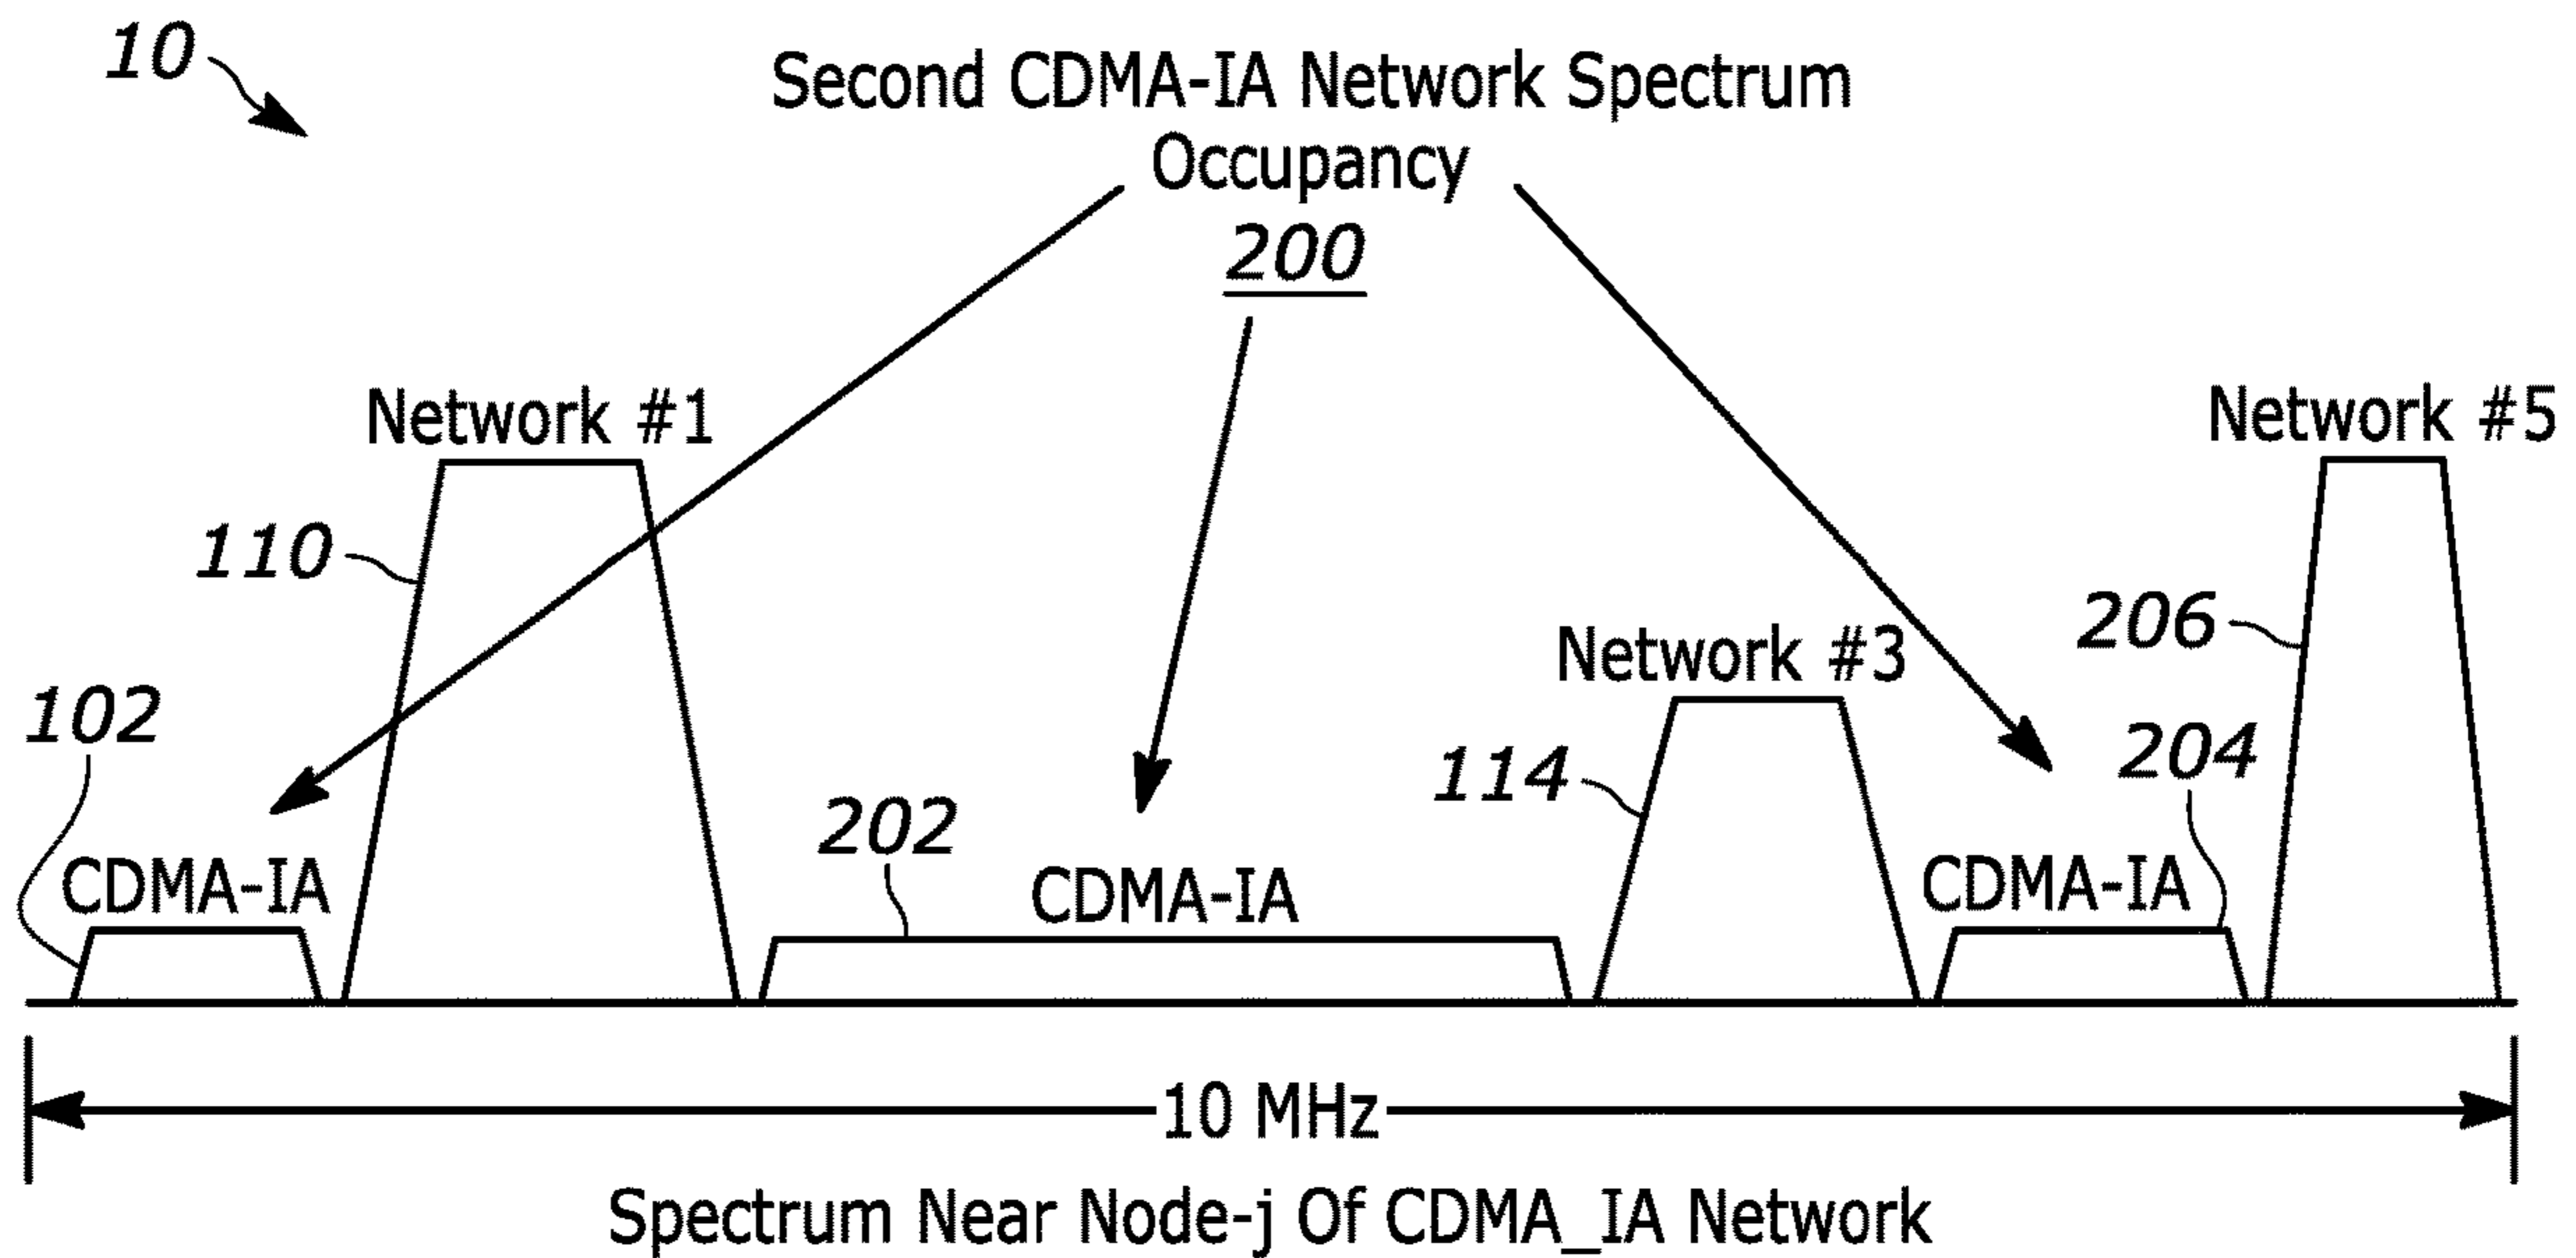 10
Second CDMA-IA Network Spectrum
Occupancy
200
Network #1
Network #5
110
206
Network #3
102
114
204
202
CDMA-IA
CDMA-IA
CDMA-IA
10 MHz
Spectrum Near Node-j Of CDMA_IA Network